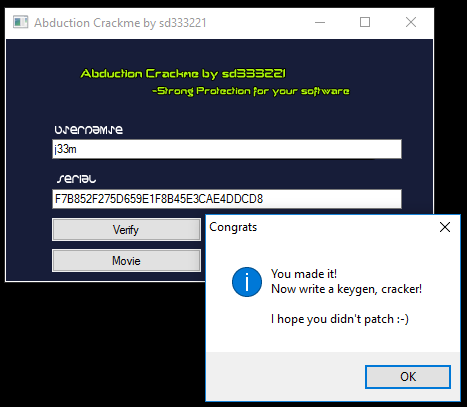 Abduction Crackme by sd333221
Abduction Crackme by sd333221
-Strong Protection for your software
Username
j33m
Serial
F7B852F275D659E1F8B45E3CAE4DDCD8
Verify
Movie
Congrats
You made it!
Now write a keygen, cracker!
I hope you didn't patch :-)
OK